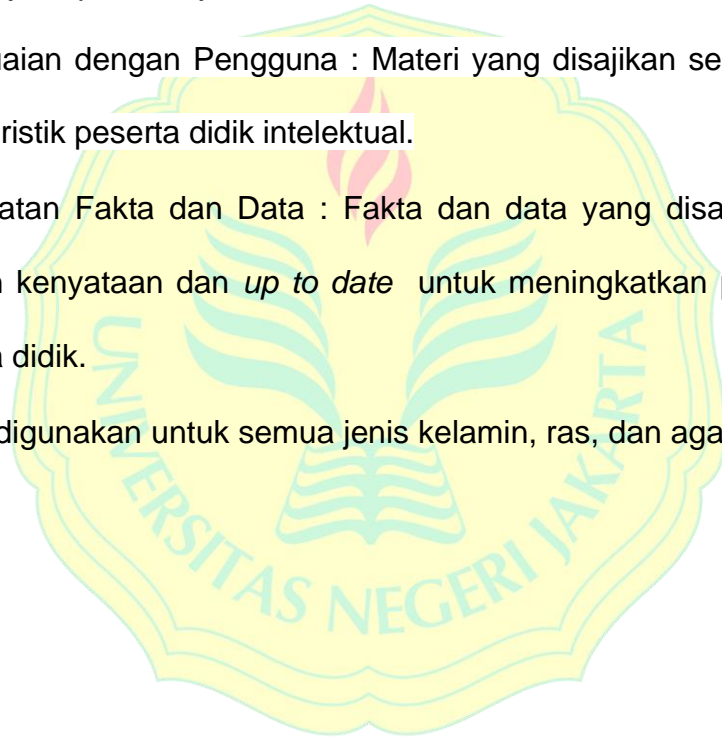 uaian dengan Pengguna : Materi yang disajikan se
ristik peserta didik intelektual.
atan Fakta dan Data : Fakta dan data yang disa
kenyataan dan up to date untuk meningkatkan
didik.
digunakan untuk semua jenis kelamin, ras, dan aga
UNIVERSITAS NEGERI JAKARTA